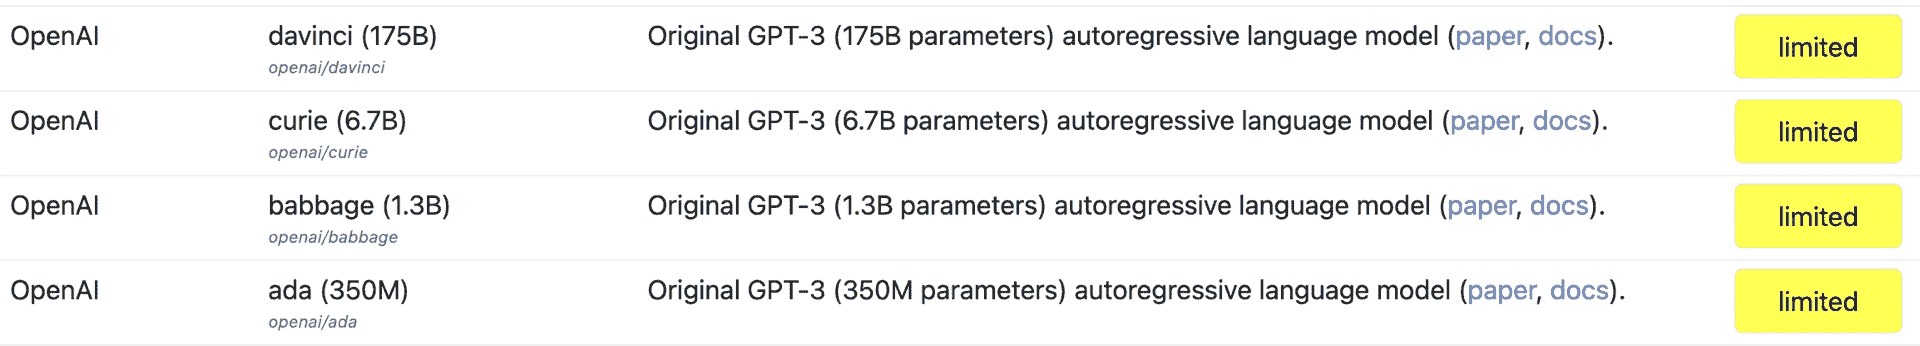 OpenAI davinci (175B) Original GPT-3 (175B parameters) autoregressive language model (paper, docs). limited
openai/davinci
OpenAI curie (6.7B) Original GPT-3 (6.7B parameters) autoregressive language model (paper, docs). limited
openai/curie
OpenAI babbage (1.3B) Original GPT-3 (1.3B parameters) autoregressive language model (paper, docs). limited
openai/babbage
OpenAI ada (350M) Original GPT-3 (350M parameters) autoregressive language model (paper, docs). limited
openai/ada